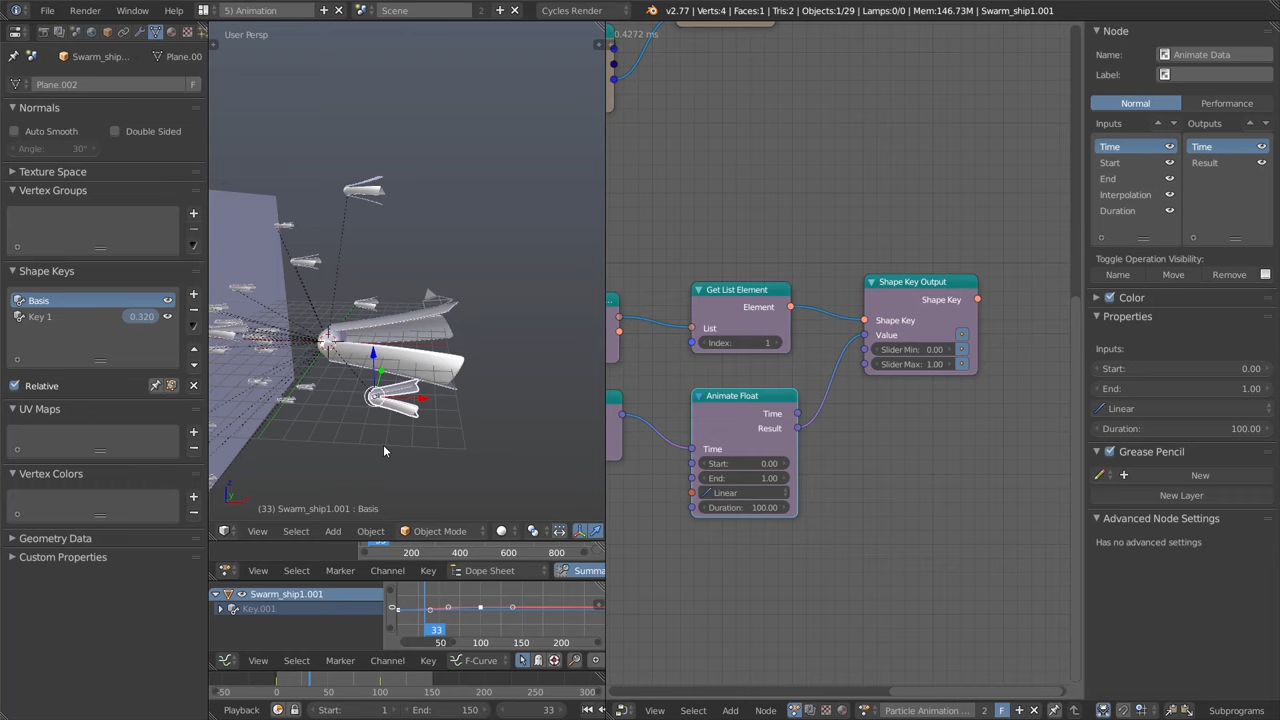 File Render Window Help 5) Animation Scene Cycles Render v2.77 | Verts:4 | Faces:1 | Tris:2 | Objects:1/29 | Lamps:0/0 | Mem:146.73M | Swarm_ship1.001
Swarm_ship... Plane.00
Plane.002 F
Normals
Auto Smooth Double Sided
Angle: 30°
Texture Space
Vertex Groups
Shape Keys
Basis
Key 1 0.320
Relative
UV Maps
Vertex Colors
Geometry Data
Custom Properties
User Persp
(33) Swarm_ship1.001 : Basis
View Select Add Object Object Mode
200 400 600 800
View Select Marker Channel Key Dope Sheet Summa
Swarm_ship1.001
Key.001
33
50 100 150 200
View Select Marker Channel Key F-Curve
-50 0 50 100 150 200 250 300 350 400
Playback Start: 1 End: 150 33
0.4272 ms
Get List Element
Element
List
Index: 1
Shape Key Output
Shape Key
Shape Key
Value
Slider Min: 0.00
Slider Max: 1.00
Animate Float
Time
Result
Time
Start: 0.00
End: 1.00
Linear
Duration: 100.00
View Select Add Node Particle Animation ... 2 F Subprograms
Node
Name: Animate Data
Label:
Normal Performance
Inputs Outputs
Time Time
Start Result
End
Interpolation
Duration
Toggle Operation Visibility:
Name Move Remove
Color
Properties
Inputs:
Start: 0.00
End: 1.00
Linear
Duration: 100.00
Grease Pencil
New
New Layer
Advanced Node Settings
Has no advanced settings